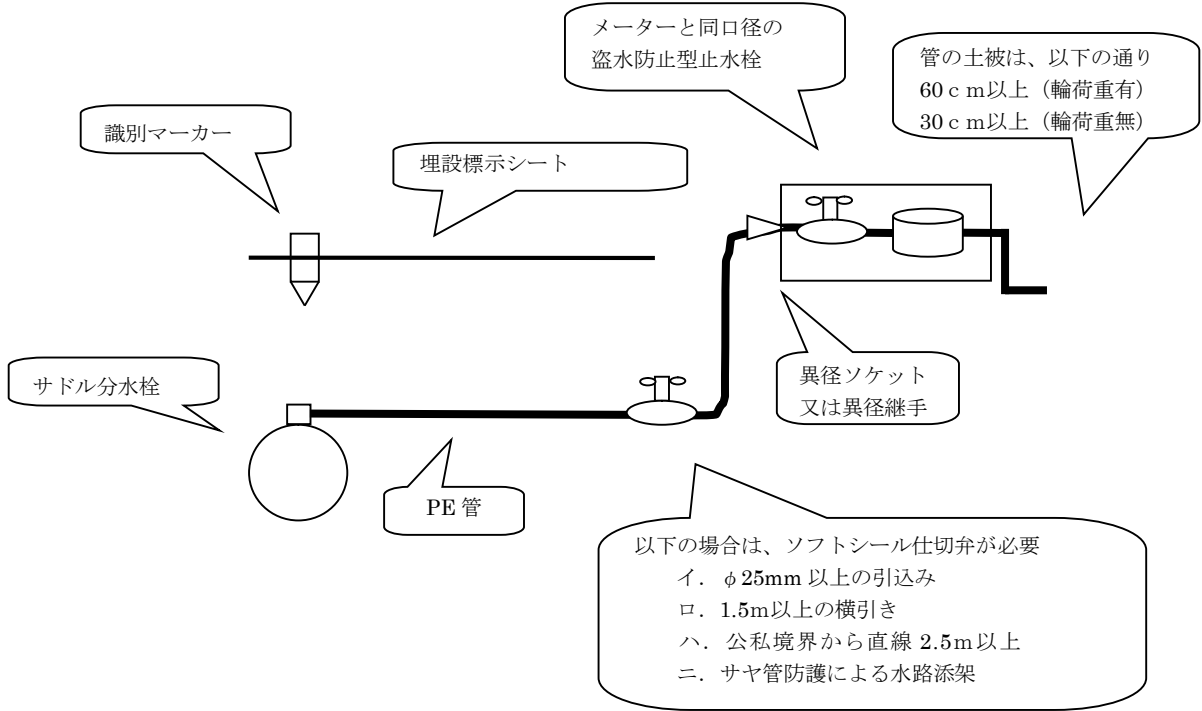 メーターと同口径の
盗水防止型止水栓
管の土被は、以下の通り
60ｃｍ以上（輪荷重有）
30ｃｍ以上（輪荷重無）
識別マーカー
埋設標示シート
サドル分水栓
異径ソケット
又は異径継手
PE 管
以下の場合は、ソフトシール仕切弁が必要
イ．φ25mm 以上の引込み
ロ．1.5ｍ以上の横引き
ハ．公私境界から直線 2.5ｍ以上
ニ．サヤ管防護による水路添架